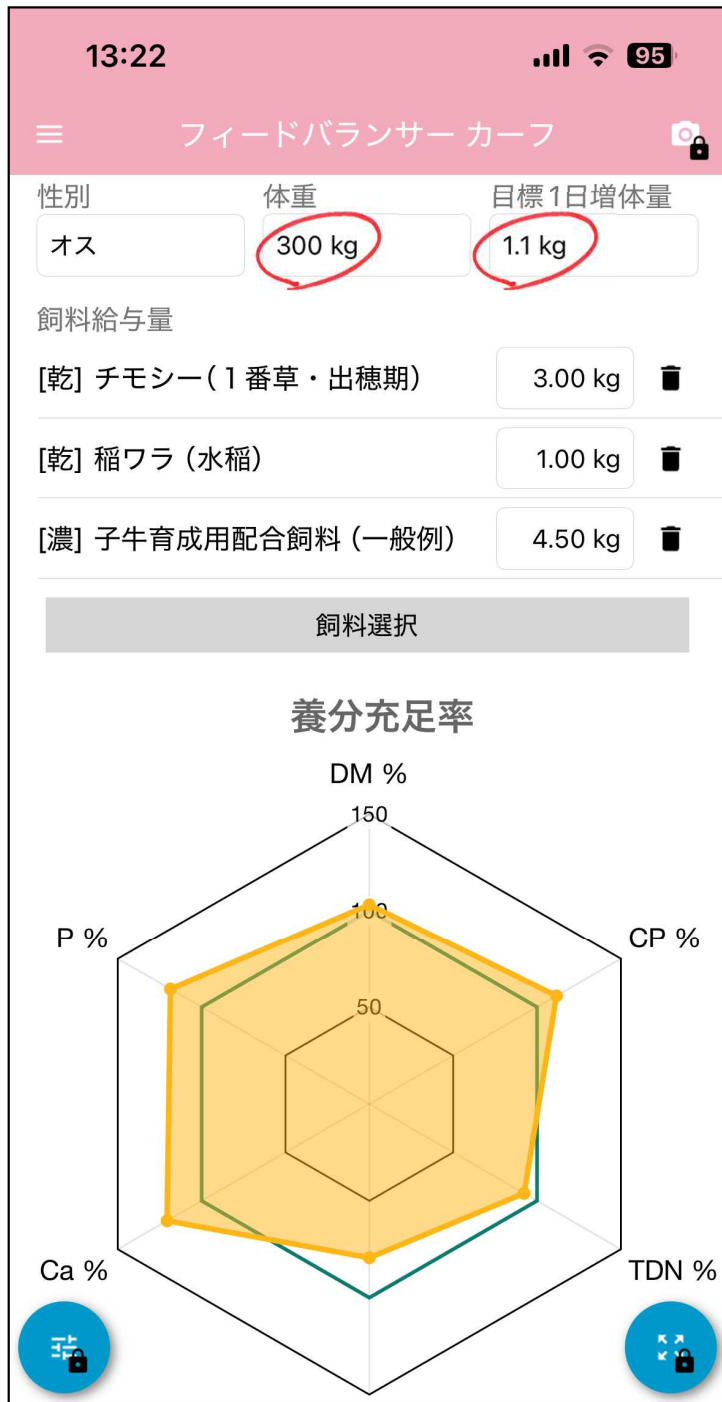 13:22 95
フィードバランサー カーフ
性別 体重 目標1日増体量
オス 300 kg 1.1 kg
飼料給与量
[乾] チモシー(1番草・出穂期) 3.00 kg
[乾] 稲ワラ (水稲) 1.00 kg
[濃] 子牛育成用配合飼料 (一般例) 4.50 kg
飼料選択
養分充足率
DM %
150
100
P % CP %
50
Ca % TDN %